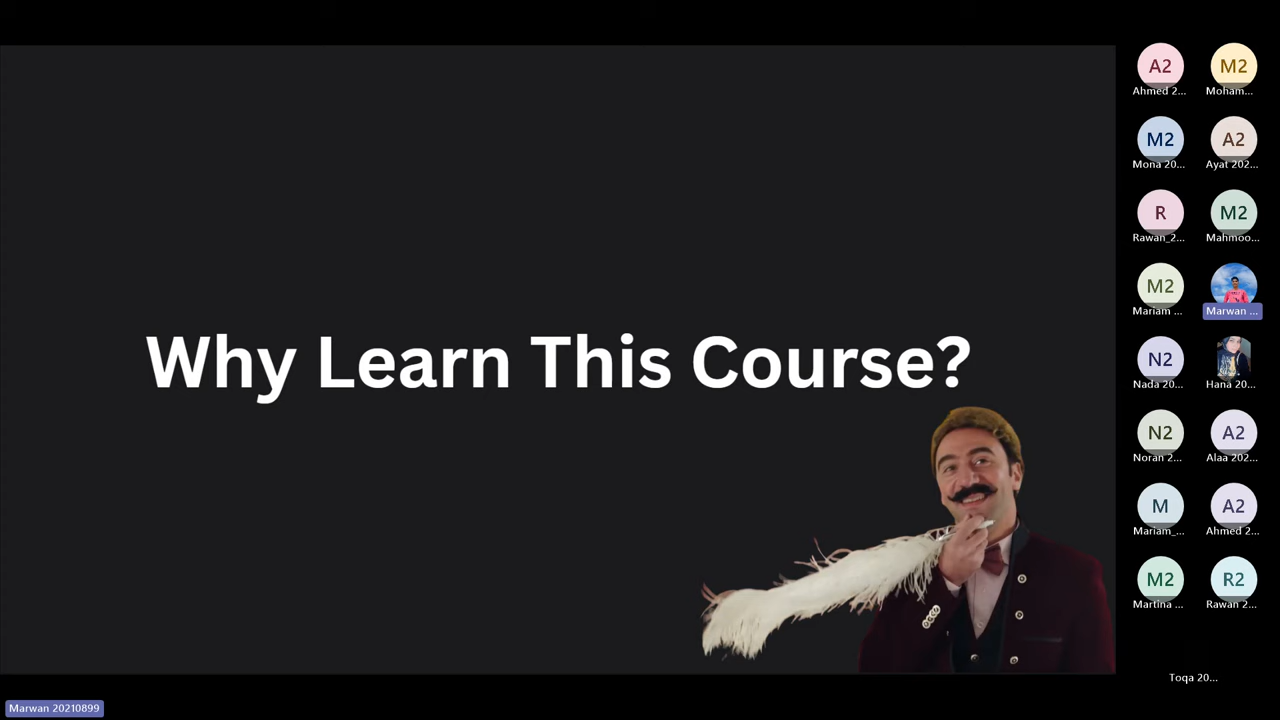 Why Learn This Course?
A2
Ahmed 2...
M2
Moham...
M2
Mona 20...
A2
Ayat 202...
R
Rawan_2...
M2
Mahmoo...
M2
Mariam ...
Marwan ...
N2
Nada 20...
Hana 20...
N2
Noran 2...
A2
Alaa 202...
M
Mariam_...
A2
Ahmed 2...
M2
Martina ...
R2
Rawan 2...
Toqa 20...
Marwan 20210899